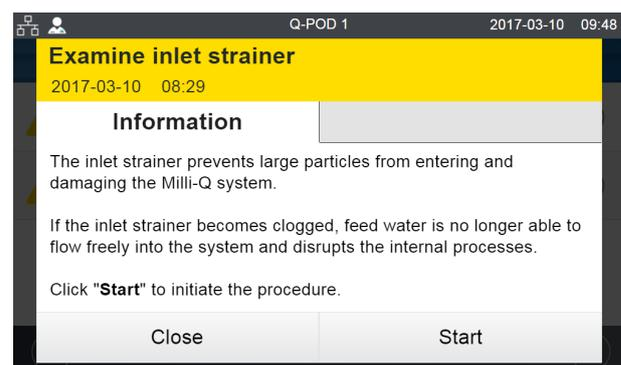 Q-POD 1 2017-03-10 09:48
Examine inlet strainer
2017-03-10 08:29
Information
The inlet strainer prevents large particles from entering and
damaging the Milli-Q system.
If the inlet strainer becomes clogged, feed water is no longer able to
flow freely into the system and disrupts the internal processes.
Click "Start" to initiate the procedure.
Close Start